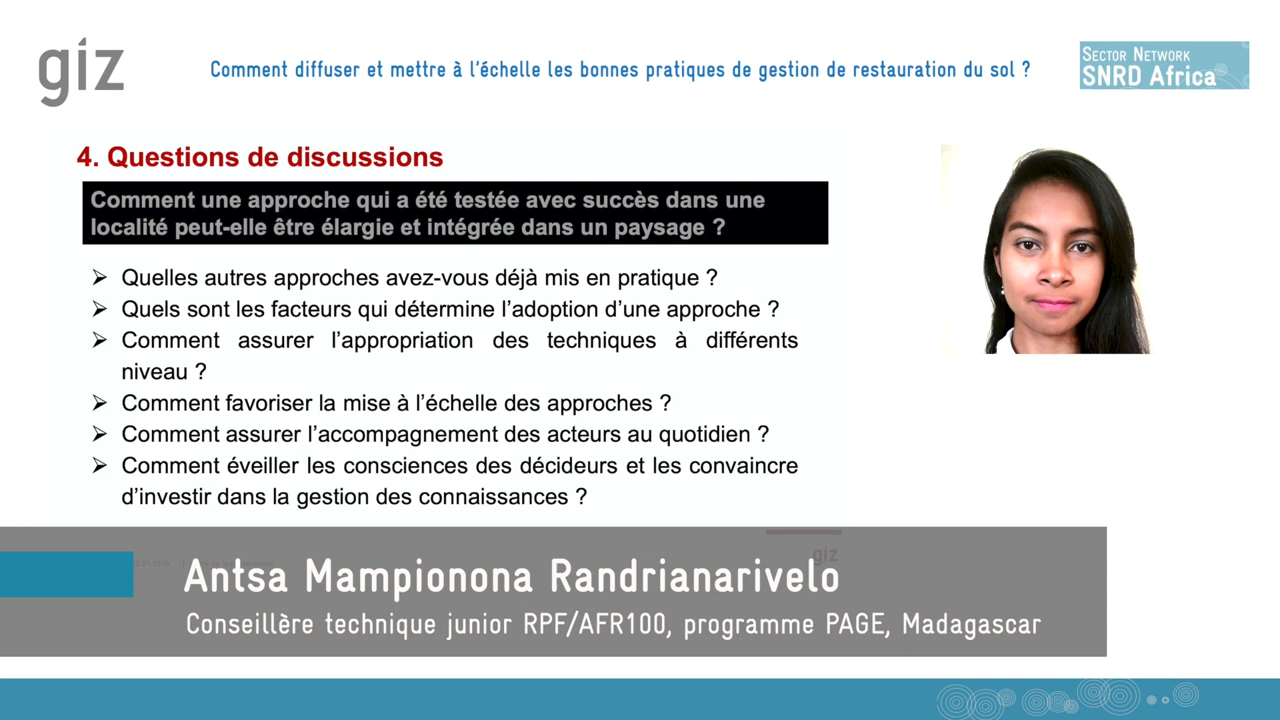 giz
Comment diffuser et mettre à l'échelle les bonnes pratiques de gestion de restauration du sol ?
SECTOR NETWORK
SNRD Africa
4. Questions de discussions
Comment une approche qui a été testée avec succès dans une
localité peut-elle être élargie et intégrée dans un paysage ?
➢ Quelles autres approches avez-vous déjà mis en pratique ?
➢ Quels sont les facteurs qui détermine l'adoption d'une approche ?
➢ Comment assurer l'appropriation des techniques à différents
niveau ?
➢ Comment favoriser la mise à l'échelle des approches ?
➢ Comment assurer l'accompagnement des acteurs au quotidien ?
➢ Comment éveiller les consciences des décideurs et les convaincre
d'investir dans la gestion des connaissances ?
giz
Antsa Mampionona Randrianarivelo
Conseillère technique junior RPF/AFR100, programme PAGE, Madagascar